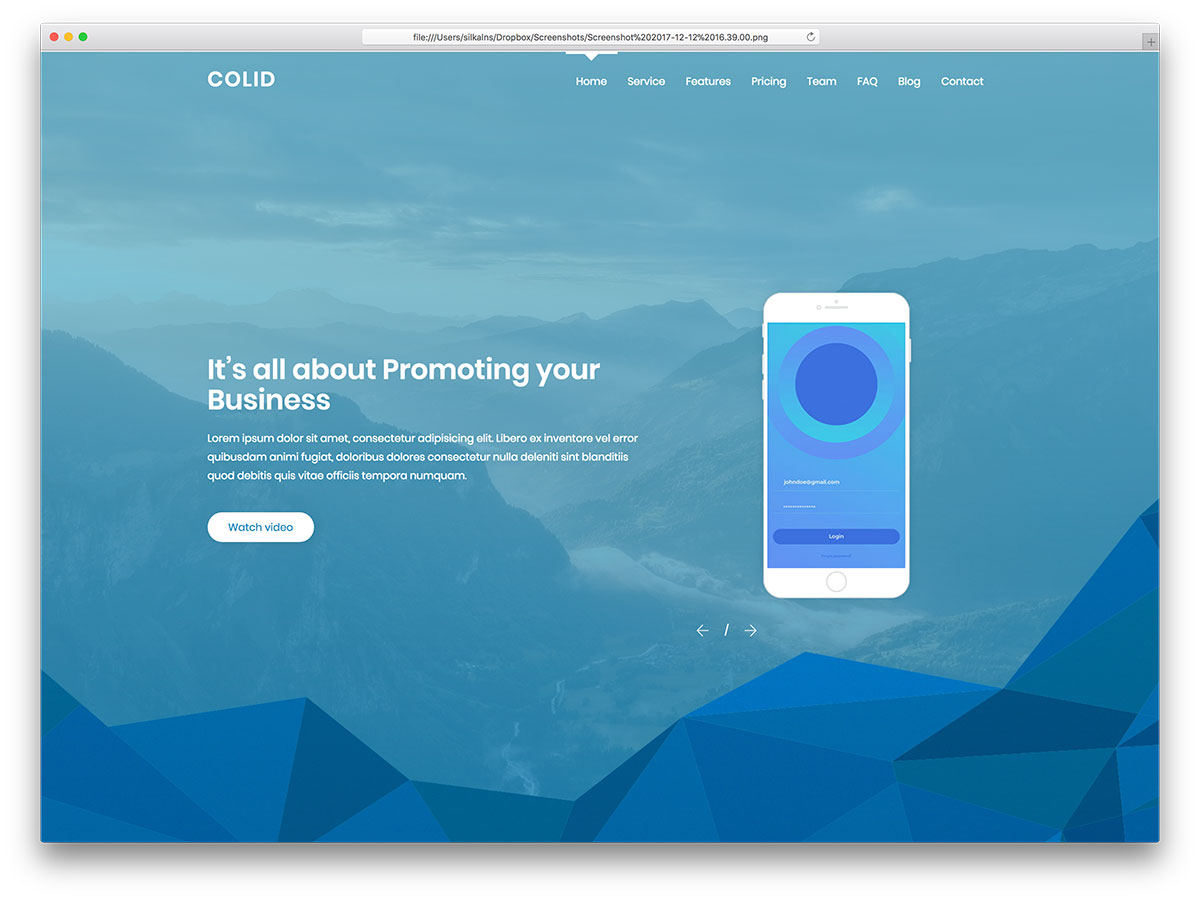 file:///Users/silkalns/Dropbox/Screenshots/Screenshot%202017-12-12%2016.39.00.png
COLID
Home Service Features Pricing Team FAQ Blog Contact
It's all about Promoting your
Business
Lorem ipsum dolor sit amet, consectetur adipisicing elit. Libero ex inventore vel error
quibusdam animi fugiat, doloribus dolores consectetur nulla deleniti sint blanditiis
quod debitis quis vitae officiis tempora numquam.
Watch video
johndoe@gmail.com
Login
/